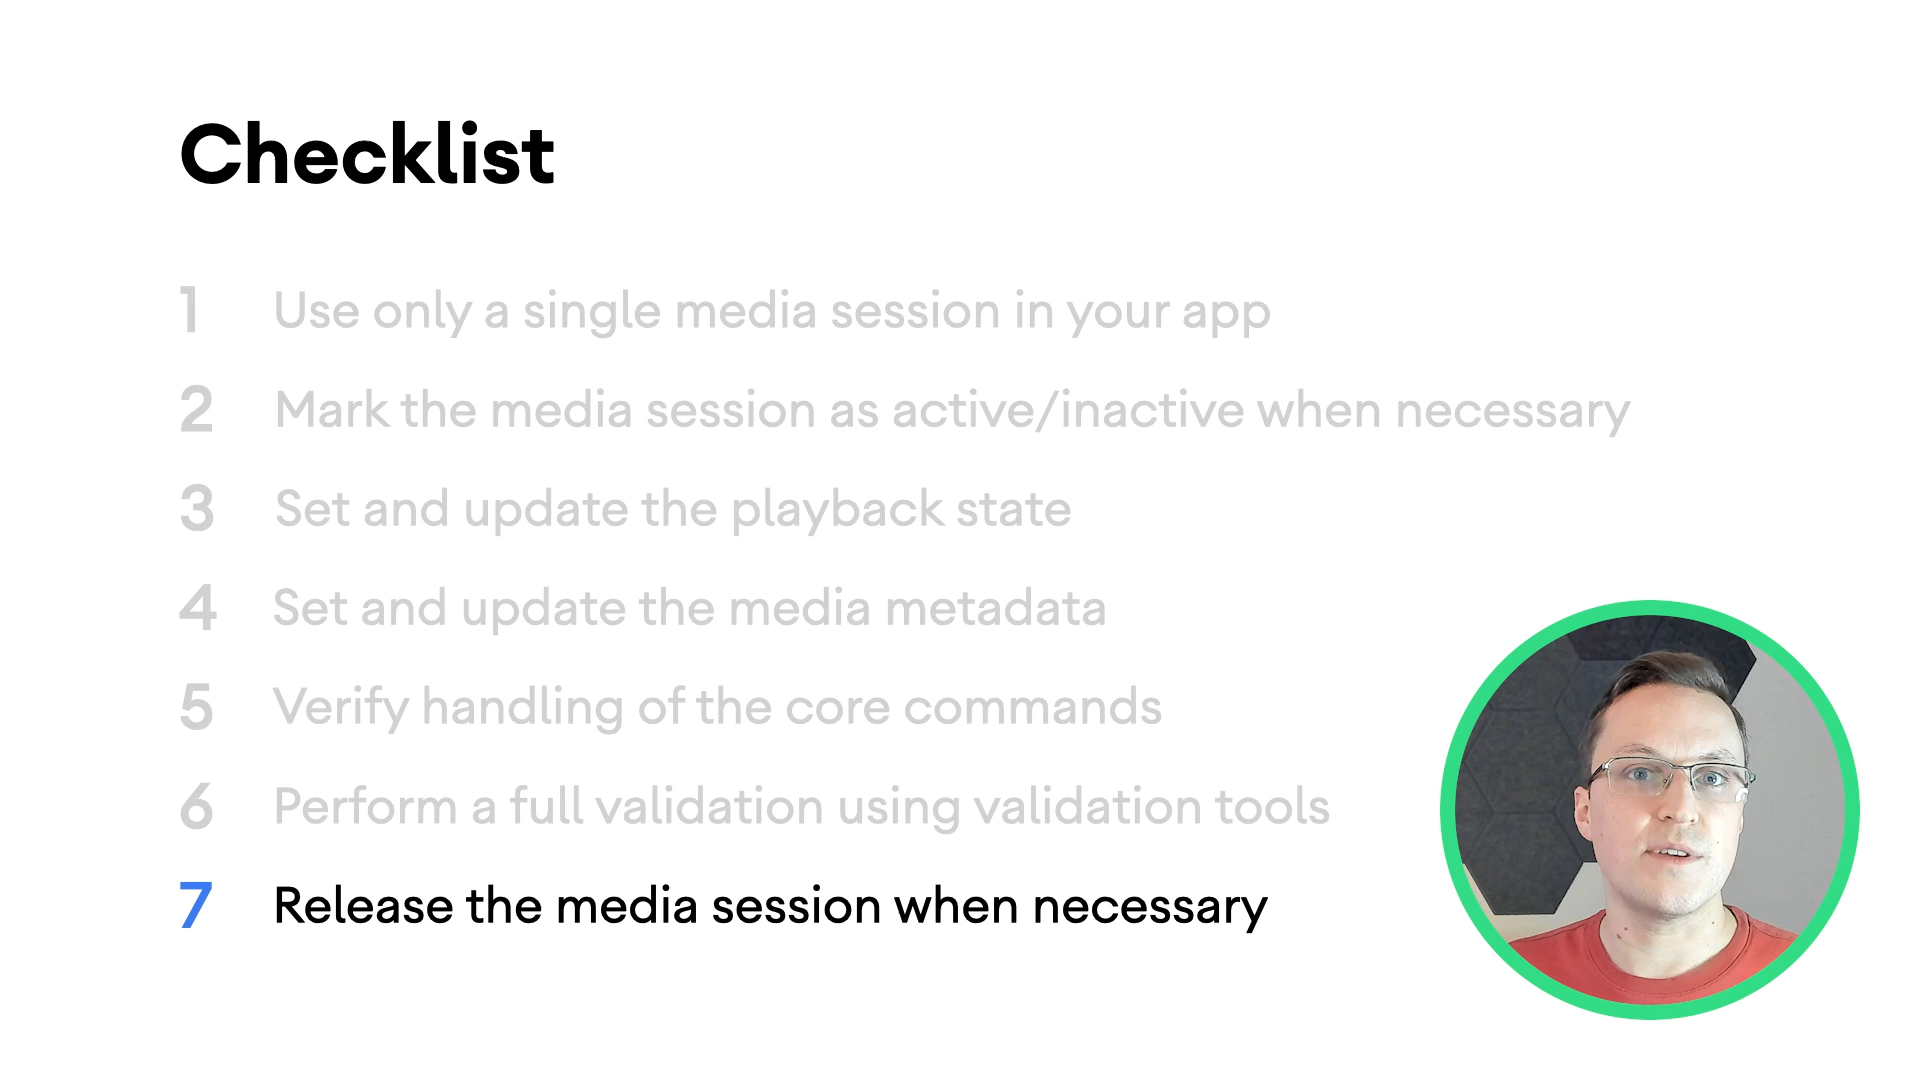 Checklist
1 Use only a single media session in your app
2 Mark the media session as active/inactive when necessary
3 Set and update the playback state
4 Set and update the media metadata
5 Verify handling of the core commands
6 Perform a full validation using validation tools
7 Release the media session when necessary